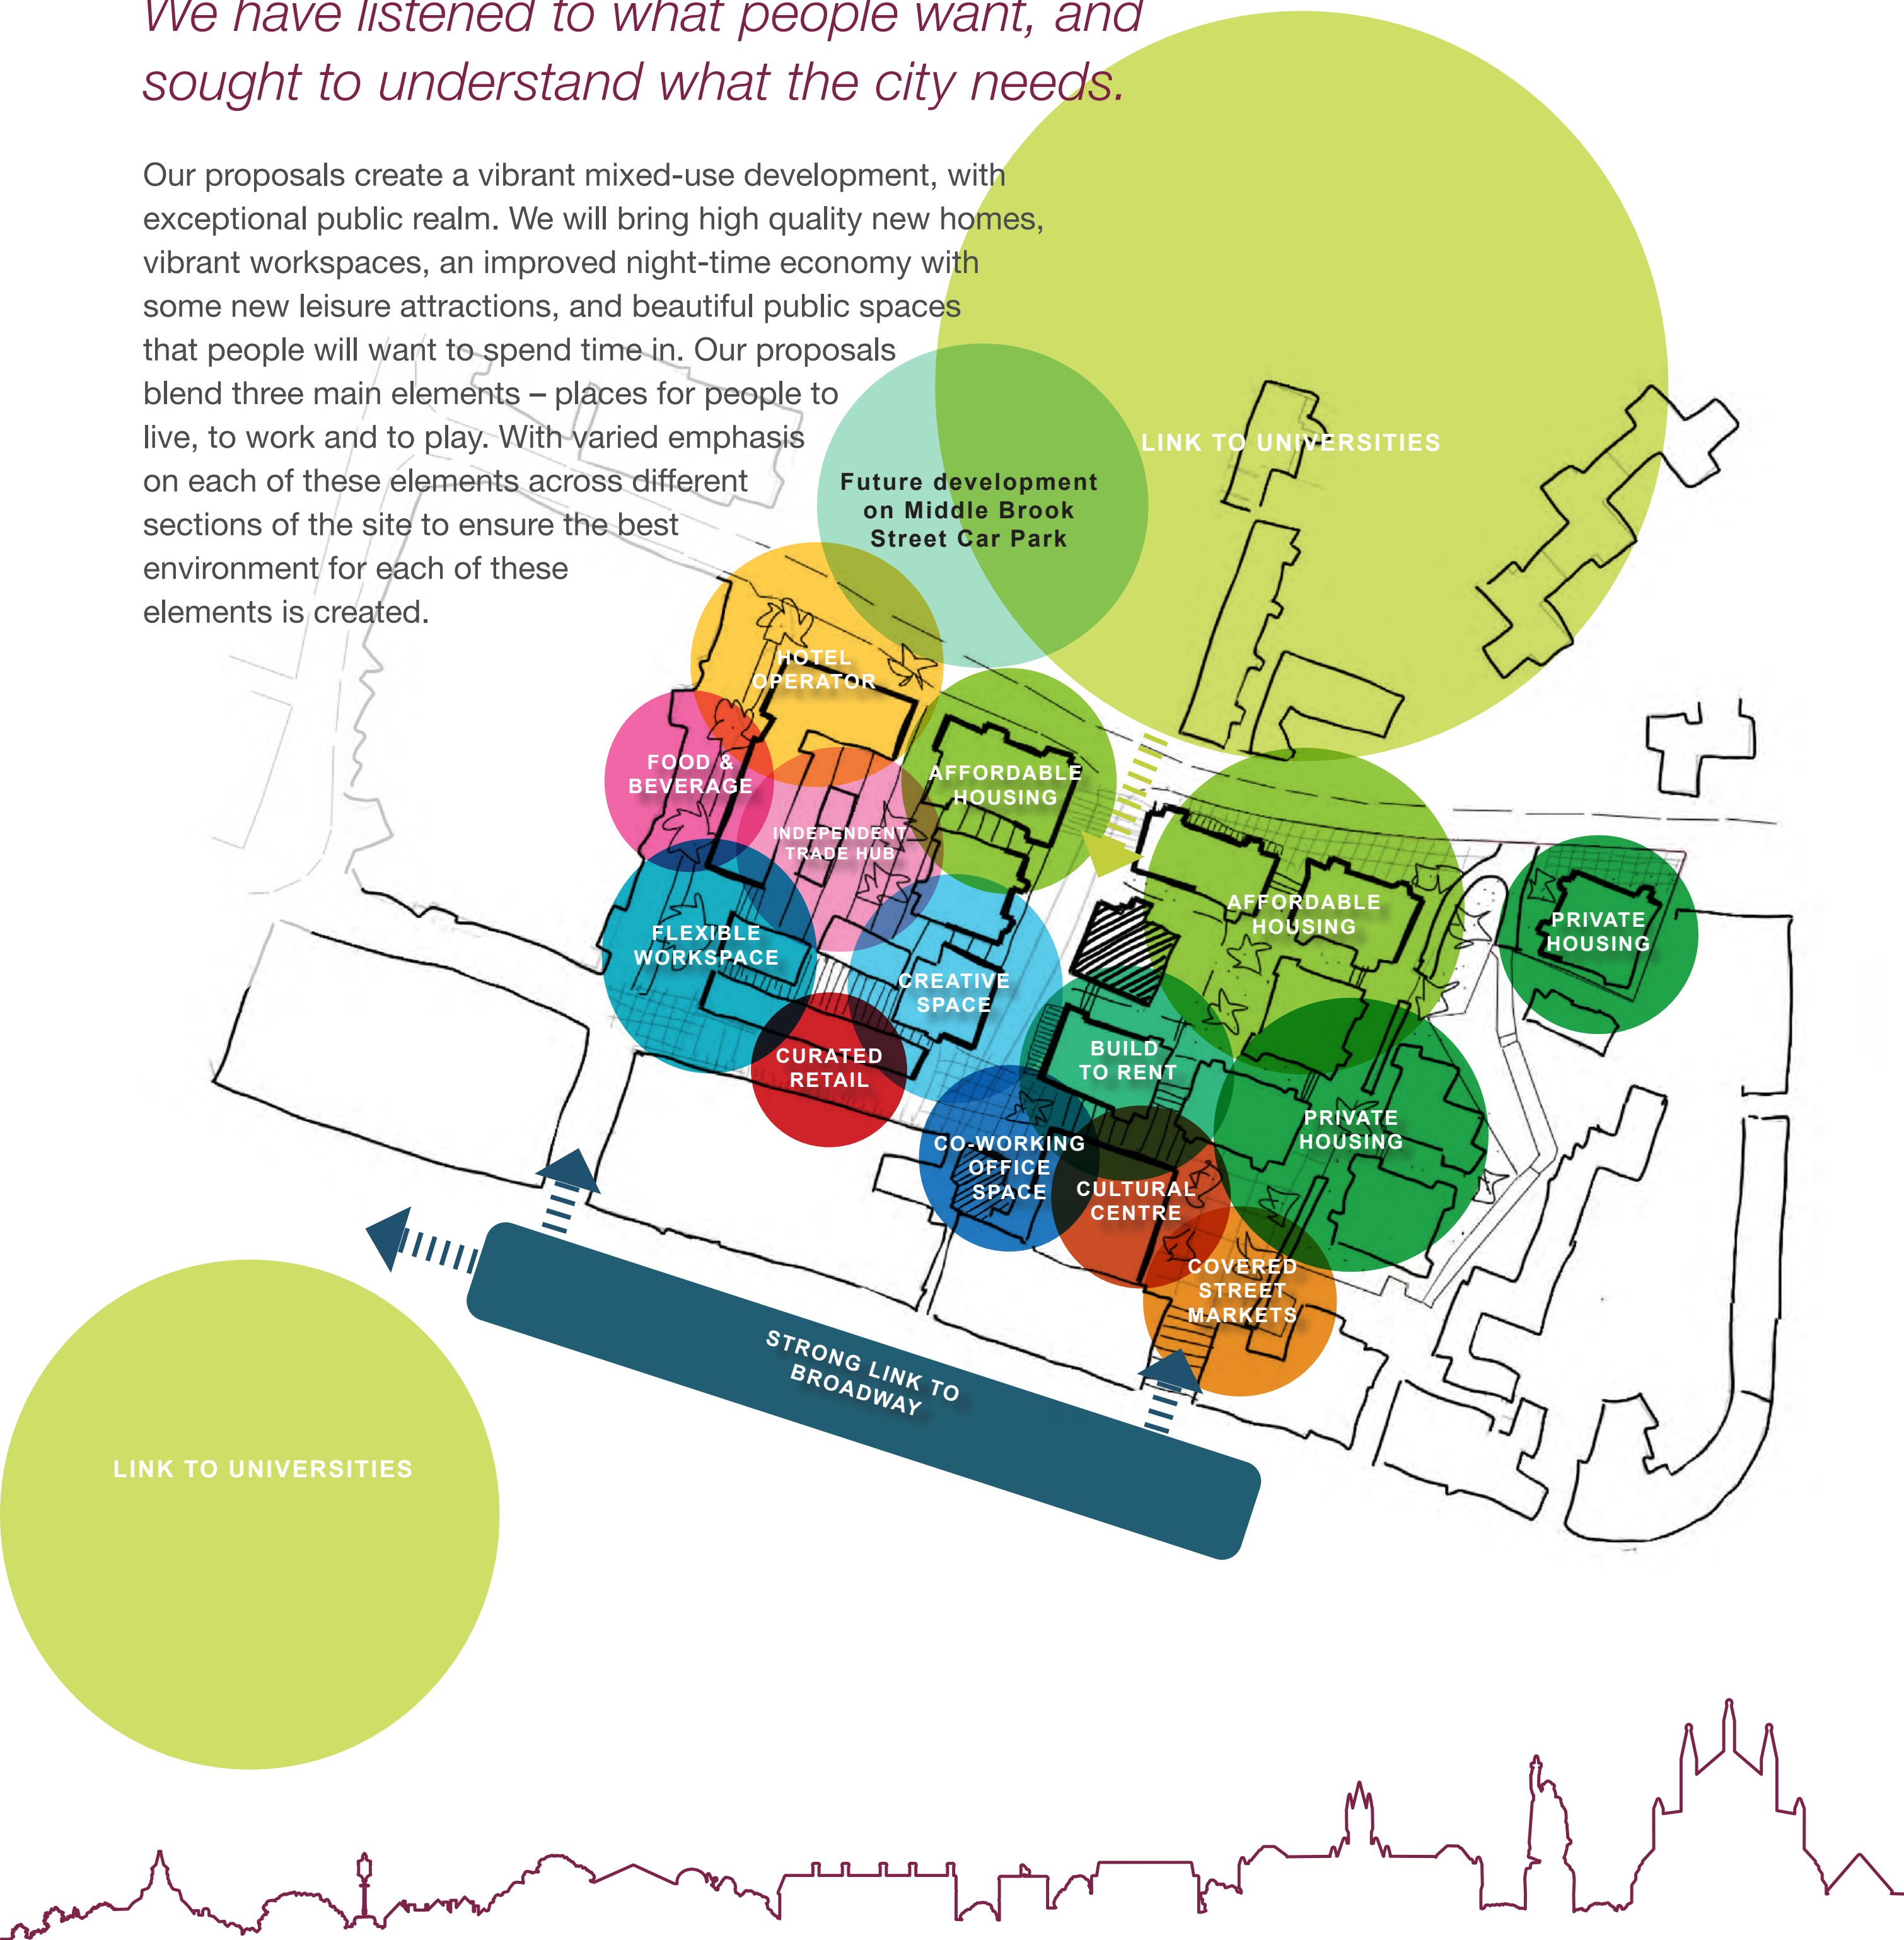 We have listened to what people want, and
sought to understand what the city needs.
Our proposals create a vibrant mixed-use development, with
exceptional public realm. We will bring high quality new homes,
vibrant workspaces, an improved night-time economy with
some new leisure attractions, and beautiful public spaces
that people will want to spend time in. Our proposals
blend three main elements – places for people to
live, to work and to play. With varied emphasis
on each of these elements across different
sections of the site to ensure the best
environment for each of these
elements is created.
LINK TO UNIVERSITIES
Future development
on Middle Brook
Street Car Park
HOTEL
OPERATOR
FOOD &
BEVERAGE
AFFORDABLE
HOUSING
INDEPENDENT
TRADE HUB
AFFORDABLE
HOUSING
PRIVATE
HOUSING
FLEXIBLE
WORKSPACE
CREATIVE
SPACE
CURATED
RETAIL
BUILD
TO RENT
PRIVATE
HOUSING
CO-WORKING
OFFICE
SPACE
CULTURAL
CENTRE
COVERED
STREET
MARKETS
STRONG LINK TO
BROADWAY
LINK TO UNIVERSITIES